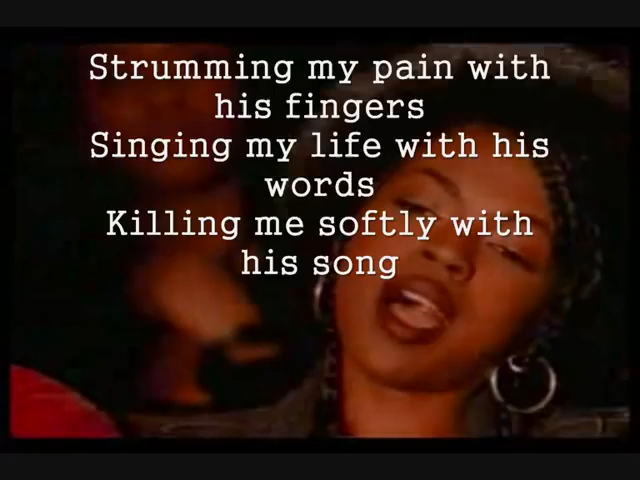 Strumming my pain with
his fingers
Singing my life with his
words
Killing me softly with
his song